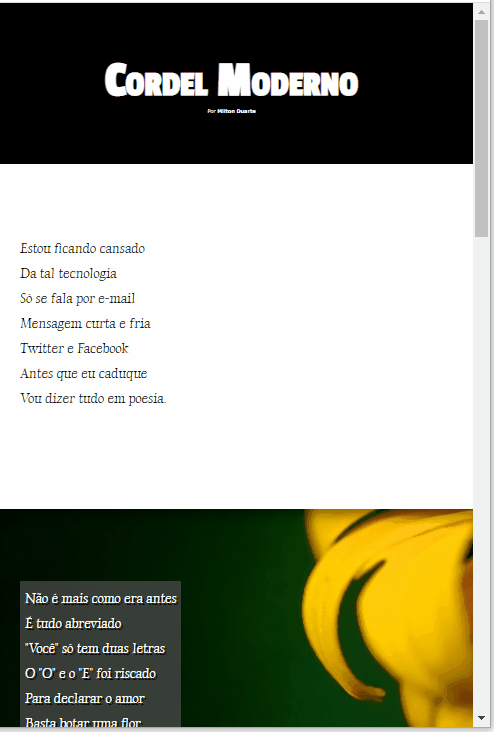 Cordel Moderno
Por Milton Duarte
Estou ficando cansado
Da tal tecnologia
Só se fala por e-mail
Mensagem curta e fria
Twitter e Facebook
Antes que eu caduque
Vou dizer tudo em poesia.
Não é mais como era antes
É tudo abreviado
"Você" só tem duas letras
O "O" e o "E" foi riscado
Para declarar o amor
Basta botar uma flor